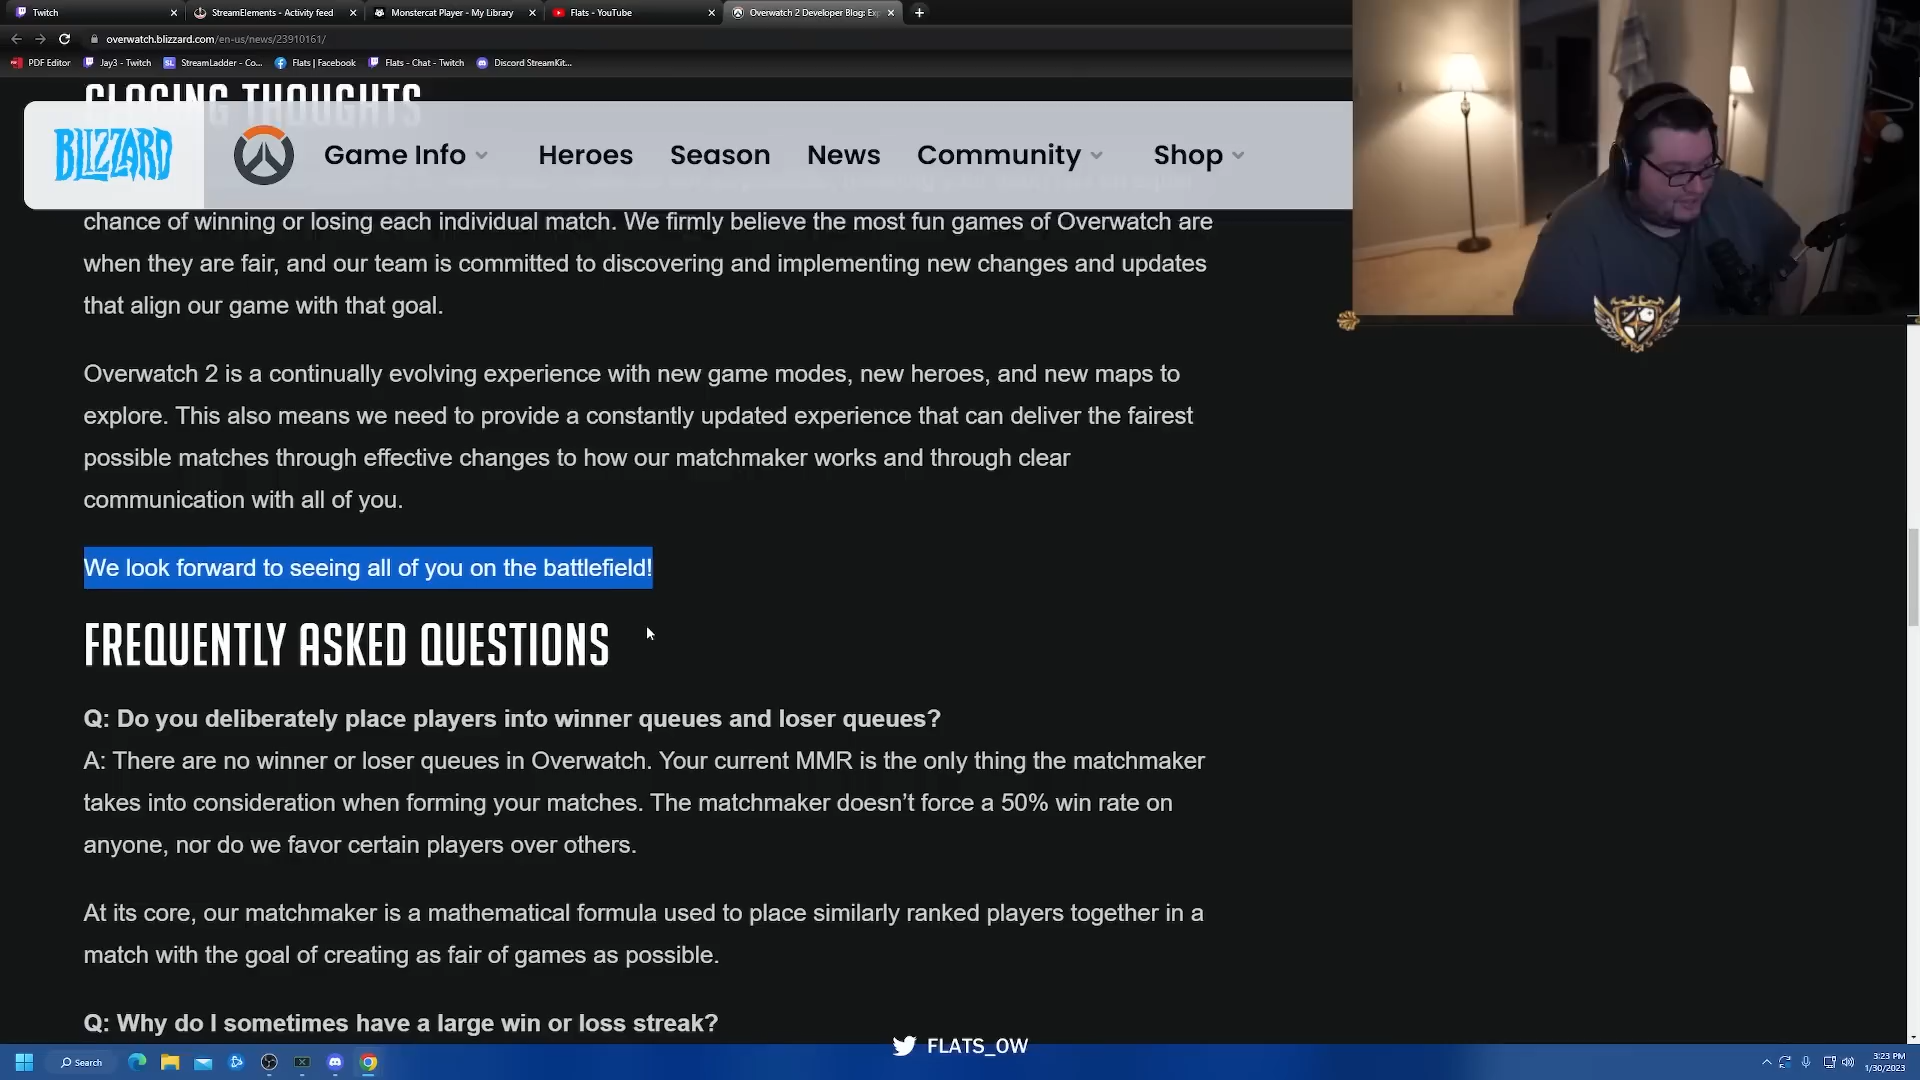 Twitch
StreamElements - Activity feed
Monstercat Player - My Library
Flats - YouTube
Overwatch 2 Developer Blog: Ex
overwatch.blizzard.com/en-us/news/23910161/
PDF Editor
Jay3 - Twitch
StreamLadder - Co...
Flats | Facebook
Flats - Chat - Twitch
Discord StreamKit...
CLOSING THOUGHTS
BLIZZARD
Game Info
Heroes
Season
News
Community
Shop
chance of winning or losing each individual match. We firmly believe the most fun games of Overwatch are
when they are fair, and our team is committed to discovering and implementing new changes and updates
that align our game with that goal.
Overwatch 2 is a continually evolving experience with new game modes, new heroes, and new maps to
explore. This also means we need to provide a constantly updated experience that can deliver the fairest
possible matches through effective changes to how our matchmaker works and through clear
communication with all of you.
We look forward to seeing all of you on the battlefield!
FREQUENTLY ASKED QUESTIONS
Q: Do you deliberately place players into winner queues and loser queues?
A: There are no winner or loser queues in Overwatch. Your current MMR is the only thing the matchmaker
takes into consideration when forming your matches. The matchmaker doesn’t force a 50% win rate on
anyone, nor do we favor certain players over others.
At its core, our matchmaker is a mathematical formula used to place similarly ranked players together in a
match with the goal of creating as fair of games as possible.
Q: Why do I sometimes have a large win or loss streak?
FLATS_OW
Search
3:23 PM
1/30/2023